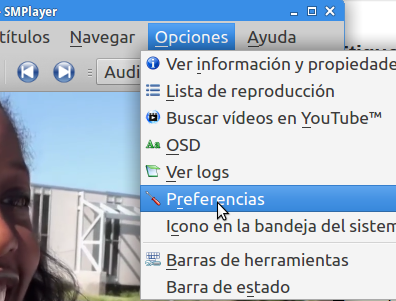 - SMPlayer
títulos Navegar Opciones Ayuda
Audi
Ver información y propiedade
Lista de reproducción
Buscar vídeos en YouTube™
OSD
Ver logs
Preferencias
Icono en la bandeja del sistem
Barras de herramientas
Barra de estado